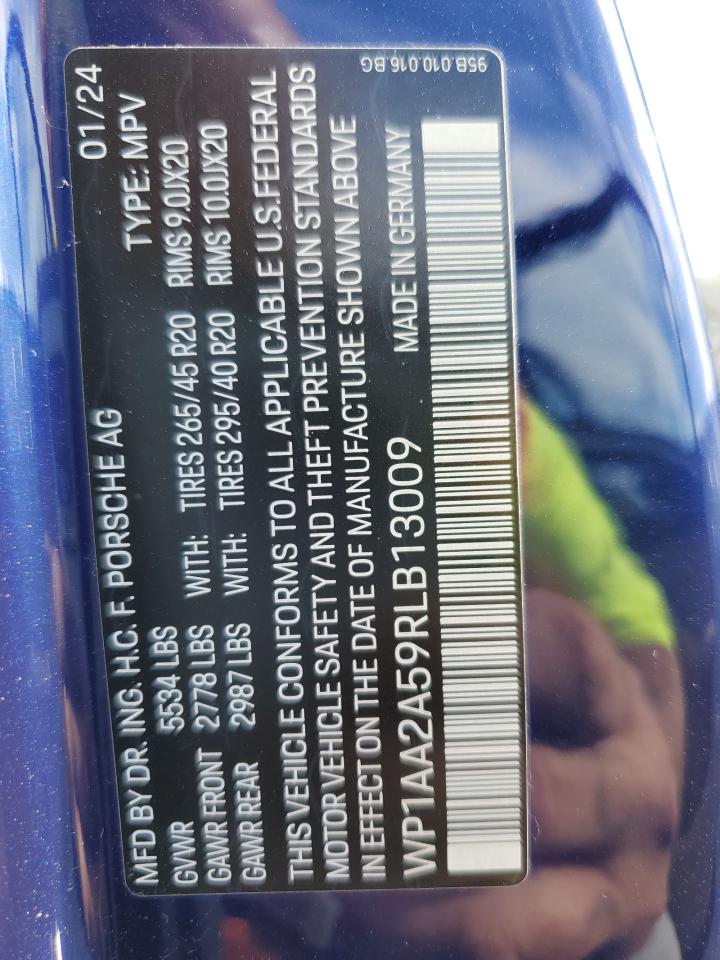 MFD BY DR. ING. H.C. F. PORSCHE AG 01/24
GVWR 5534 LBS TYPE: MPV
GAWR FRONT 2778 LBS WITH: TIRES 265/45 R20 RIMS 9.0JX20
GAWR REAR 2987 LBS WITH: TIRES 295/40 R20 RIMS 10.0JX20
THIS VEHICLE CONFORMS TO ALL APPLICABLE U.S.FEDERAL
MOTOR VEHICLE SAFETY AND THEFT PREVENTION STANDARDS
IN EFFECT ON THE DATE OF MANUFACTURE SHOWN ABOVE
MADE IN GERMANY
WP1AA2A59RLB13009
95B.010.016.BG